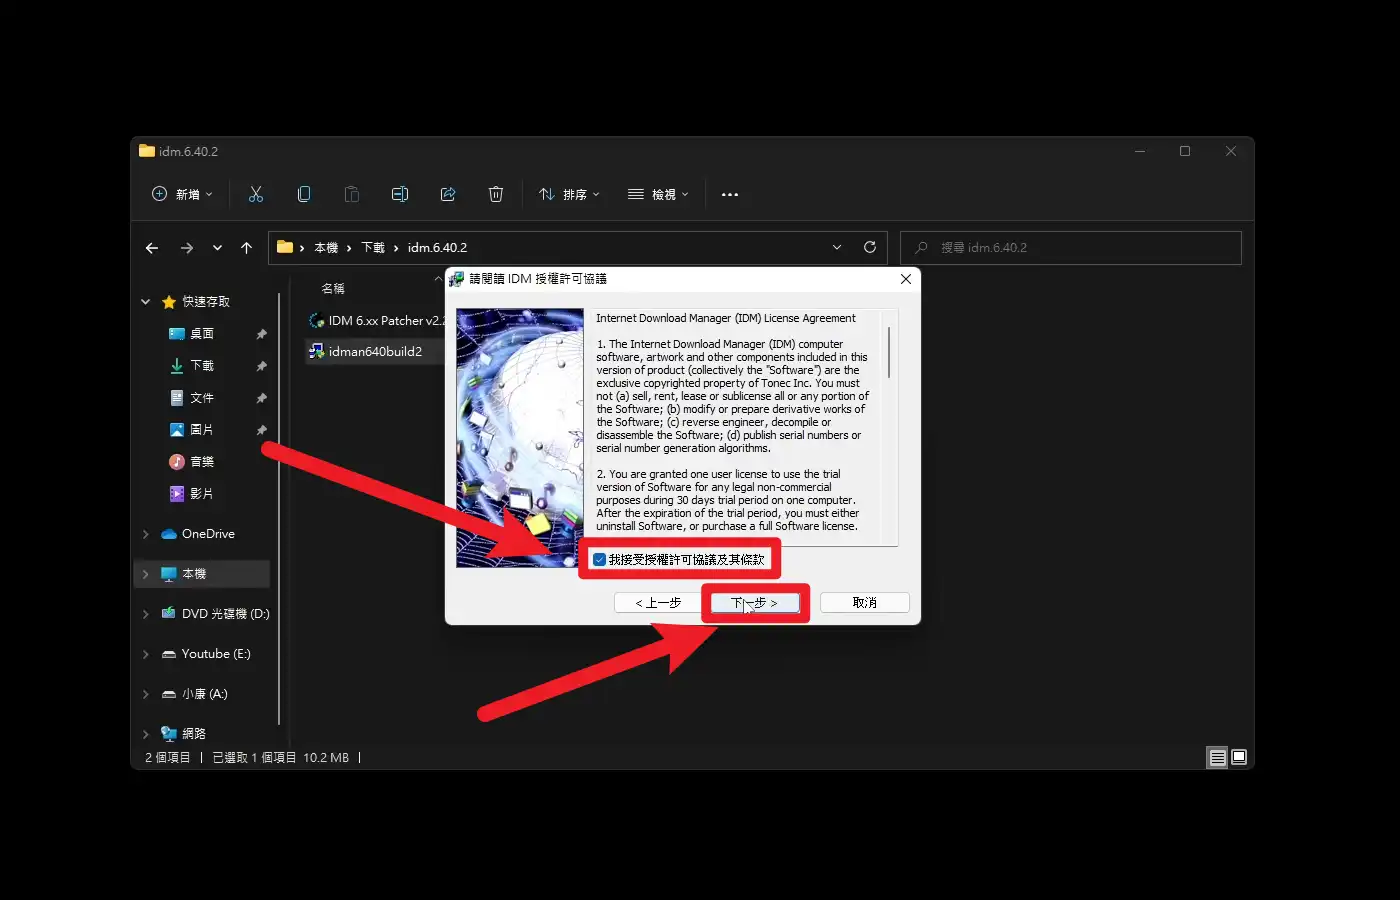 idm.6.40.2
新增
排序
檢視
本機
下載
idm.6.40.2
搜尋 idm.6.40.2
快速存取
桌面
下載
文件
圖片
音樂
影片
OneDrive
本機
DVD 光碟機 (D:)
Youtube (E:)
小康 (A:)
網路
名稱
IDM 6.xx Patcher v2.
idman640build2
請閱讀 IDM 授權許可協議
Internet Download Manager (IDM) License Agreement
1. The Internet Download Manager (IDM) computer
software, artwork and other components included in this
version of product (collectively the "Software") are the
exclusive copyrighted property of Tonec Inc. You must
not (a) sell, rent, lease or sublicense all or any portion of
the Software; (b) modify or prepare derivative works of
the Software; (c) reverse engineer, decompile or
disassemble the Software; (d) publish serial numbers or
serial number generation algorithms.
2. You are granted one user license to use the trial
version of Software for any legal non-commercial
purposes during 30 days trial period on one computer.
After the expiration of the trial period, you must either
uninstall Software, or purchase a full Software license.
我接受授權許可協議及其條款
< 上一步
下一步 >
取消
2 個項目
已選取 1 個項目 10.2 MB